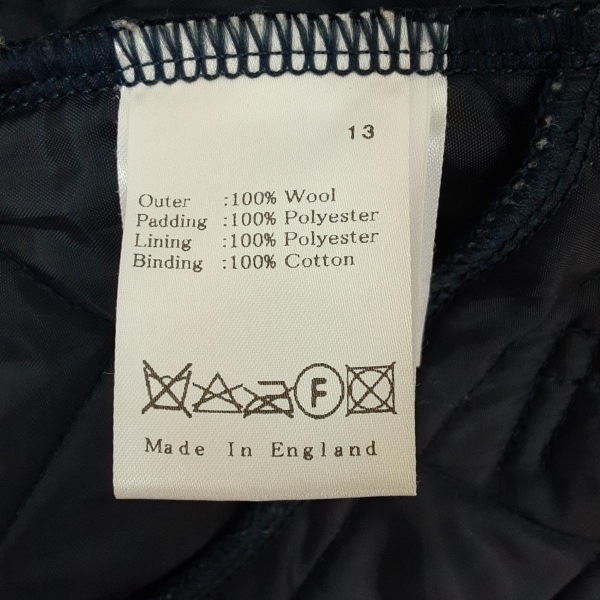 13
Outer :100% Wool
Padding :100% Polyester
Lining :100% Polyester
Binding :100% Cotton
F
Made In England